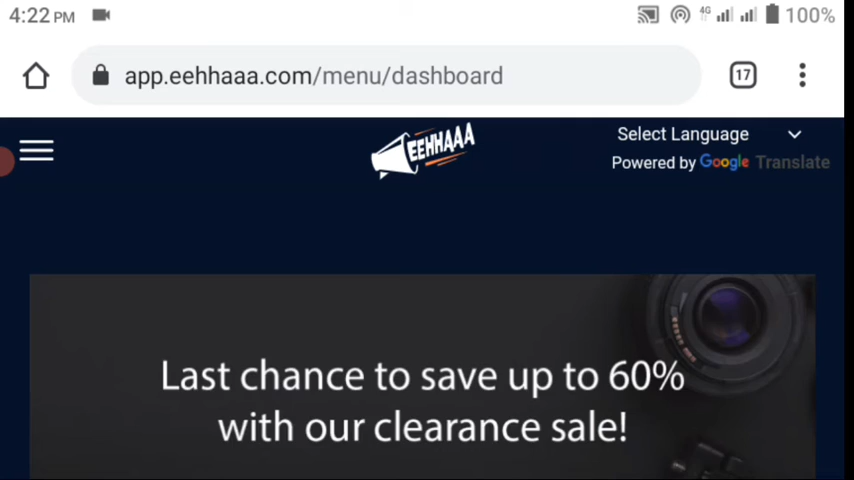 4:22 PM 4G 100%
app.eehhaaa.com/menu/dashboard 17
EEHHAAA
Select Language
Powered by Google Translate
Last chance to save up to 60%
with our clearance sale!